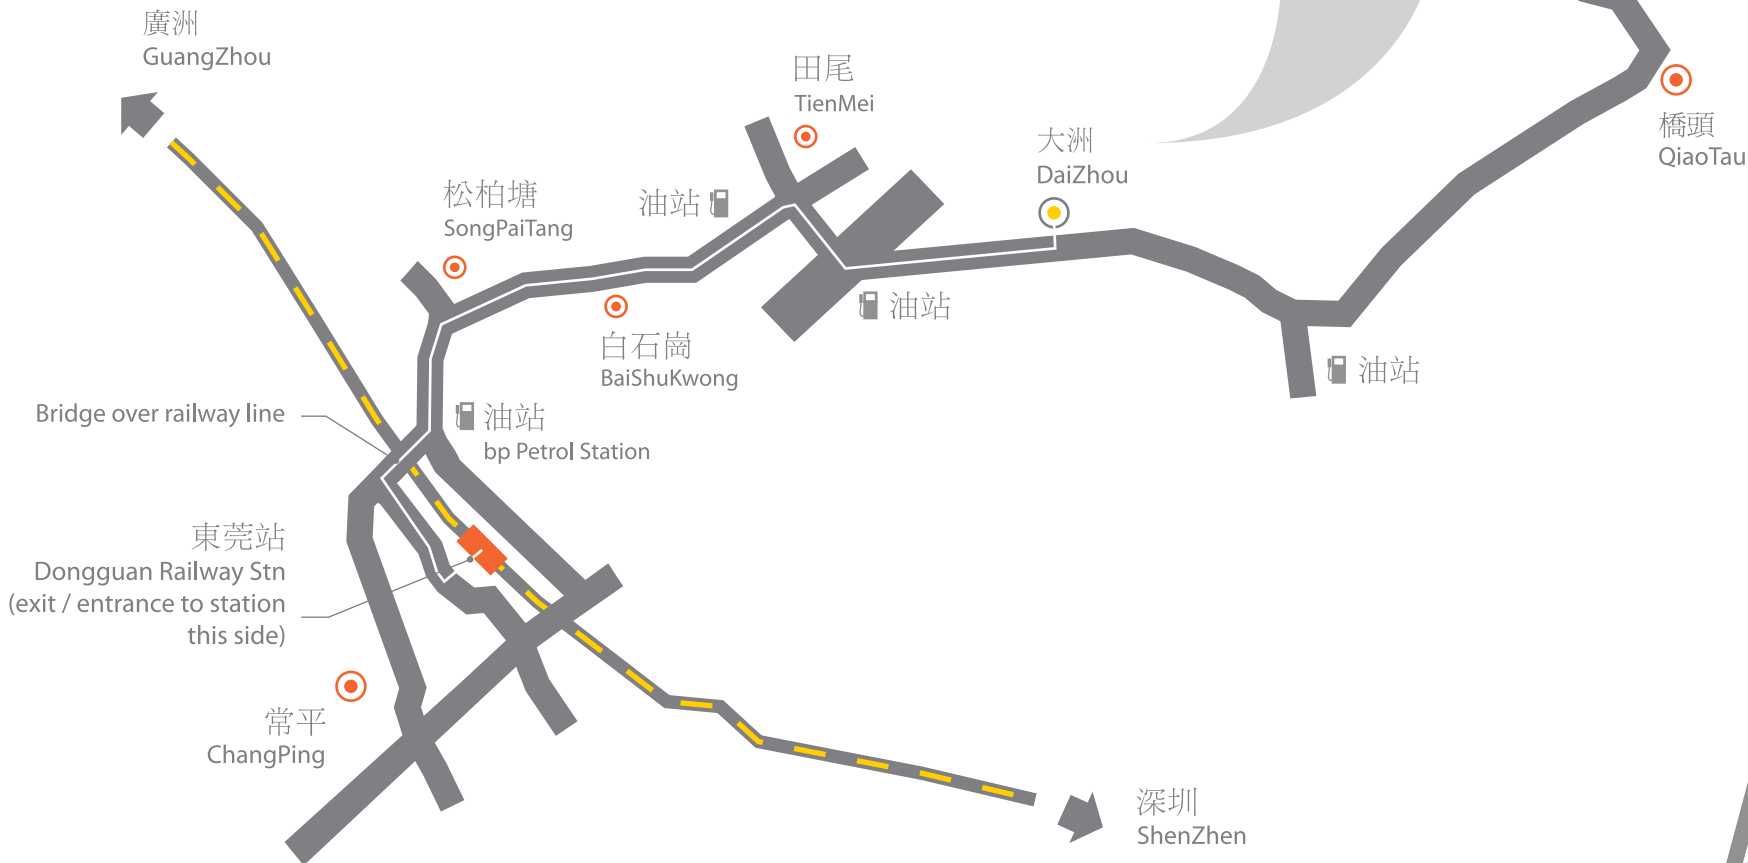 廣洲
GuangZhou
田尾
TienMei
橋頭
QiaoTau
大洲
DaiZhou
松柏塘
SongPaiTang
油站
油站
白石崗
BaiShuKwong
油站
Bridge over railway line
油站
bp Petrol Station
東莞站
Dongguan Railway Stn
(exit / entrance to station
this side)
常平
ChangPing
深圳
ShenZhen